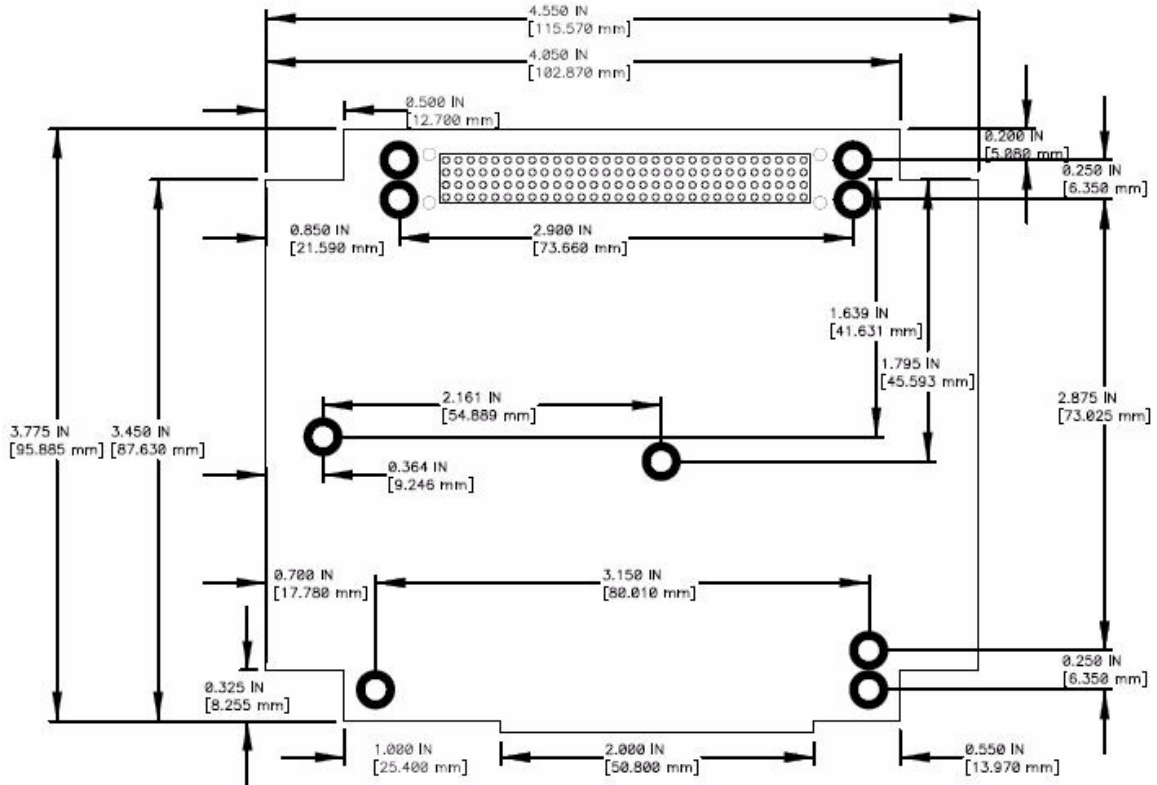 4.550 IN
[115.570 mm]
4.050 IN
[102.870 mm]
0.500 IN
[12.700 mm]
0.200 IN
[5.080 mm]
0.250 IN
[6.350 mm]
0.850 IN
[21.590 mm]
2.900 IN
[73.660 mm]
1.639 IN
[41.631 mm]
1.795 IN
[45.593 mm]
2.161 IN
[54.889 mm]
2.875 IN
[73.025 mm]
3.775 IN
[95.885 mm]
3.450 IN
[87.630 mm]
0.364 IN
[9.246 mm]
0.700 IN
[17.780 mm]
3.150 IN
[80.010 mm]
0.325 IN
[8.255 mm]
0.250 IN
[6.350 mm]
1.000 IN
[25.400 mm]
2.000 IN
[50.800 mm]
0.550 IN
[13.970 mm]